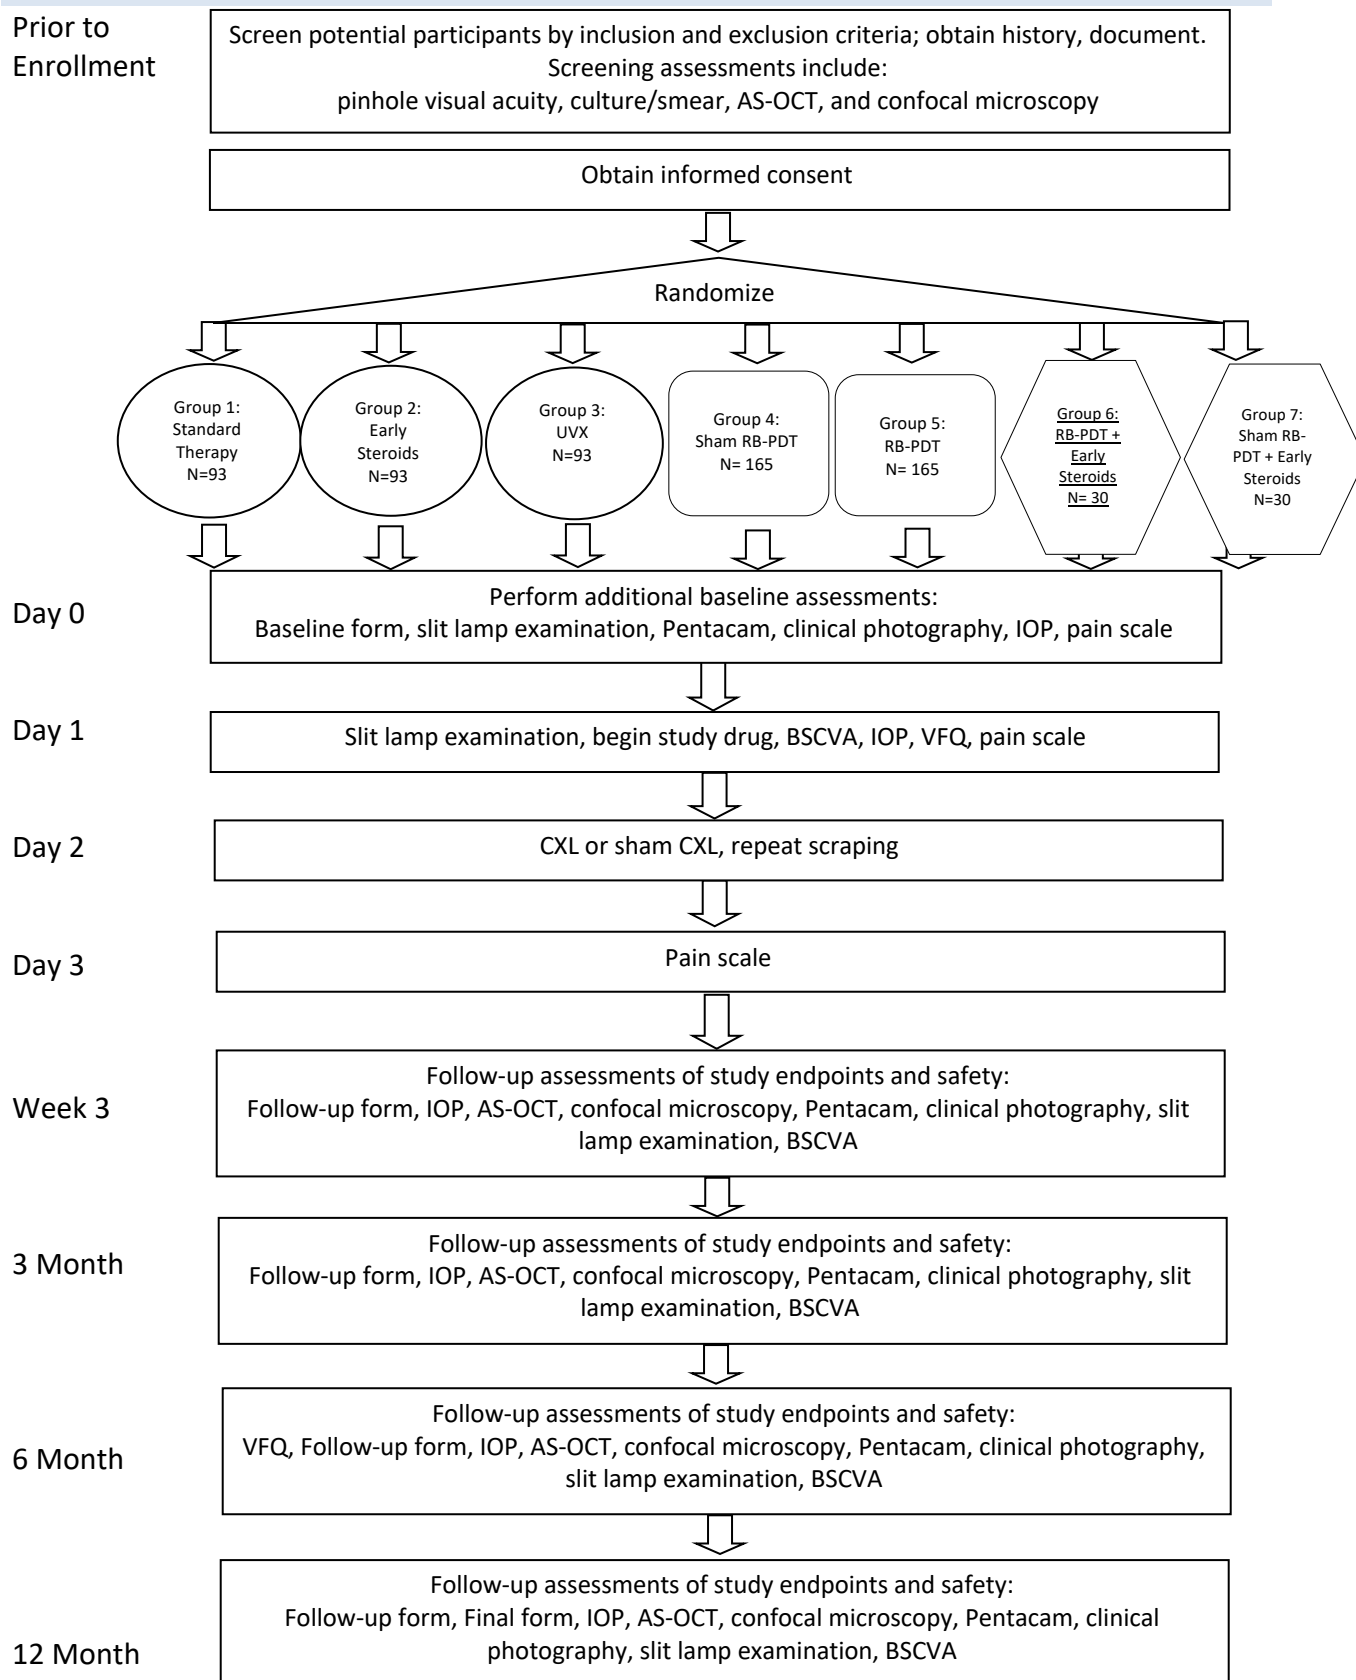 Prior to
Enrollment
Screen potential participants by inclusion and exclusion criteria; obtain history, document.
Screening assessments include:
pinhole visual acuity, culture/smear, AS-OCT, and confocal microscopy
Obtain informed consent
Randomize
Group 1:
Standard
Therapy
N=93
Group 2:
Early
Steroids
N=93
Group 3:
UVX
N=93
Group 4:
Sham RB-PDT
N= 165
Group 5:
RB-PDT
N= 165
Group 6:
RB-PDT +
Early
Steroids
N= 30
Group 7:
Sham RB-
PDT + Early
Steroids
N=30
Day 0
Perform additional baseline assessments:
Baseline form, slit lamp examination, Pentacam, clinical photography, IOP, pain scale
Day 1
Slit lamp examination, begin study drug, BSCVA, IOP, VFQ, pain scale
Day 2
CXL or sham CXL, repeat scraping
Day 3
Pain scale
Week 3
Follow-up assessments of study endpoints and safety:
Follow-up form, IOP, AS-OCT, confocal microscopy, Pentacam, clinical photography, slit
lamp examination, BSCVA
3 Month
Follow-up assessments of study endpoints and safety:
Follow-up form, IOP, AS-OCT, confocal microscopy, Pentacam, clinical photography, slit
lamp examination, BSCVA
6 Month
Follow-up assessments of study endpoints and safety:
VFQ, Follow-up form, IOP, AS-OCT, confocal microscopy, Pentacam, clinical photography,
slit lamp examination, BSCVA
12 Month
Follow-up assessments of study endpoints and safety:
Follow-up form, Final form, IOP, AS-OCT, confocal microscopy, Pentacam, clinical
photography, slit lamp examination, BSCVA